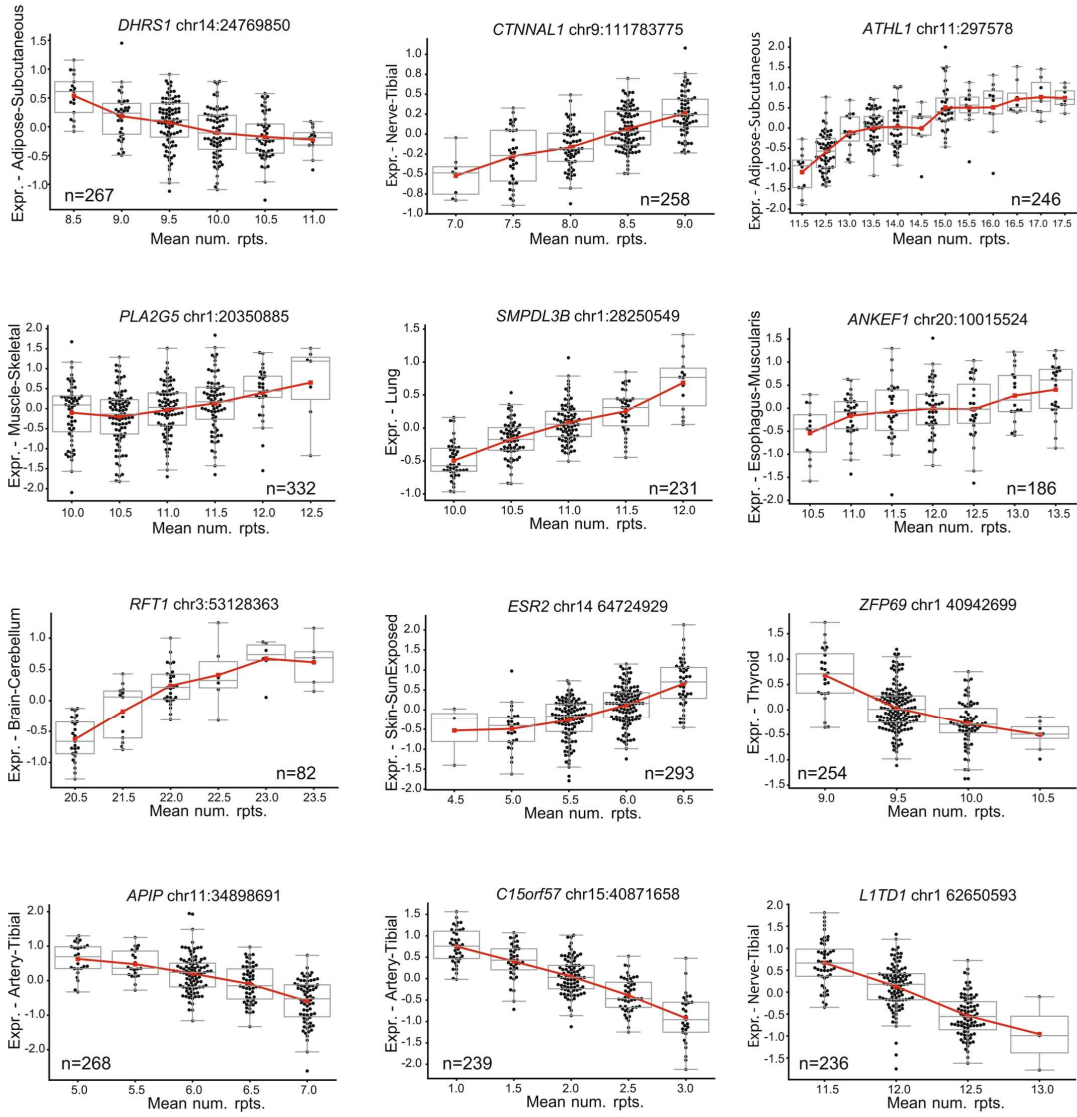 DHRS1 chr14:24769850
Expr. - Adipose-Subcutaneous
1.5
1.0
0.5
0.0
-0.5
-1.0
n=267
8.5 9.0 9.5 10.0 10.5 11.0
Mean num. rpts.
CTNNAL1 chr9:111783775
Expr. - Nerve-Tibial
1.0
0.8
0.5
0.2
0.0
-0.2
-0.5
-0.8
-1.0
n=258
7.0 7.5 8.0 8.5 9.0
Mean num. rpts.
ATHL1 chr11:297578
Expr. - Adipose-Subcutaneous
2.0
1.5
1.0
0.5
0.0
-0.5
-1.0
-1.5
-2.0
n=246
11.5 12.5 13.0 13.5 14.0 14.5 15.0 15.5 16.0 16.5 17.0 17.5
Mean num. rpts.
PLA2G5 chr1:20350885
Expr. - Muscle-Skeletal
2.0
1.5
1.0
0.5
0.0
-0.5
-1.0
-1.5
-2.0
n=332
10.0 10.5 11.0 11.5 12.0 12.5
Mean num. rpts.
SMPDL3B chr1:28250549
Expr. - Lung
1.5
1.0
0.5
0.0
-0.5
-1.0
n=231
10.0 10.5 11.0 11.5 12.0
Mean num. rpts.
ANKEF1 chr20:10015524
Expr. - Esophagus-Muscularis
1.5
1.0
0.5
0.0
-0.5
-1.0
-1.5
-2.0
n=186
10.5 11.0 11.5 12.0 12.5 13.0 13.5
Mean num. rpts.
RFT1 chr3:53128363
Expr. - Brain-Cerebellum
1.0
0.5
0.0
-0.5
-1.0
n=82
20.5 21.5 22.0 22.5 23.0 23.5
Mean num. rpts.
ESR2 chr14 64724929
Expr. - Skin-SunExposed
2.0
1.5
1.0
0.5
0.0
-0.5
-1.0
-1.5
-2.0
n=293
4.5 5.0 5.5 6.0 6.5
Mean num. rpts.
ZFP69 chr1 40942699
Expr. - Thyroid
1.5
1.0
0.5
0.0
-0.5
-1.0
-1.5
n=254
9.0 9.5 10.0 10.5
Mean num. rpts.
APIP chr11:34898691
Expr. - Artery-Tibial
2.0
1.0
0.0
-1.0
-2.0
n=268
5.0 5.5 6.0 6.5 7.0
Mean num. rpts.
C15orf57 chr15:40871658
Expr. - Artery-Tibial
1.5
1.0
0.5
0.0
-0.5
-1.0
-1.5
-2.0
n=239
1.0 1.5 2.0 2.5 3.0
Mean num. rpts.
L1TD1 chr1 62650593
Expr. - Nerve-Tibial
2.0
1.5
1.0
0.5
0.0
-0.5
-1.0
-1.5
n=236
11.5 12.0 12.5 13.0
Mean num. rpts.